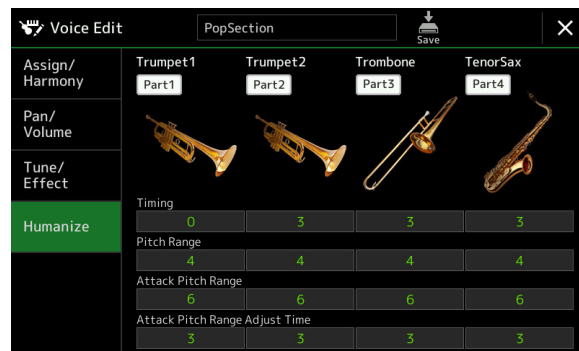 Voice Edit
PopSection
Save
Assign/
Harmony
Pan/
Volume
Tune/
Effect
Humanize
Trumpet1 Trumpet2 Trombone TenorSax
Part1 Part2 Part3 Part4
Timing
0 3 3 3
Pitch Range
4 4 4 4
Attack Pitch Range
6 6 6 6
Attack Pitch Range Adjust Time
3 3 3 3